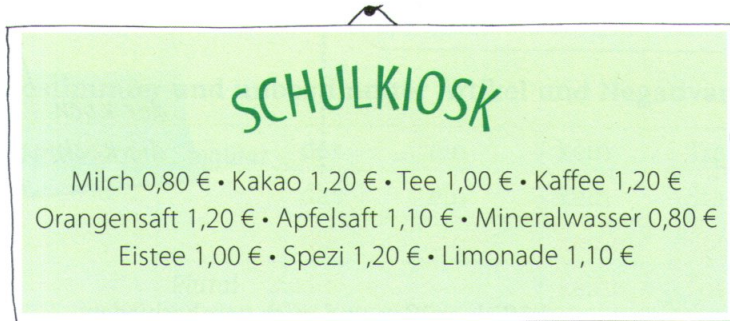 SCHULKIOSK
Milch 0,80 € • Kakao 1,20 € • Tee 1,00 € • Kaffee 1,20 €
Orangensaft 1,20 € • Apfelsaft 1,10 € • Mineralwasser 0,80 €
Eistee 1,00 € • Spezi 1,20 € • Limonade 1,10 €